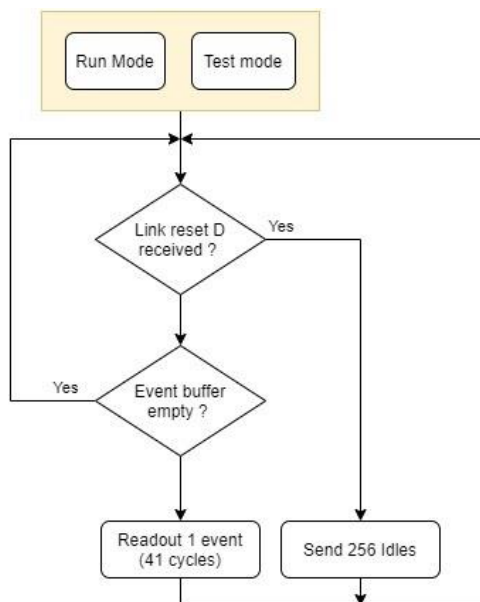 Run Mode
Test mode
Link reset D
received ?
Yes
Event buffer
empty ?
Yes
Readout 1 event
(41 cycles)
Send 256 Idles